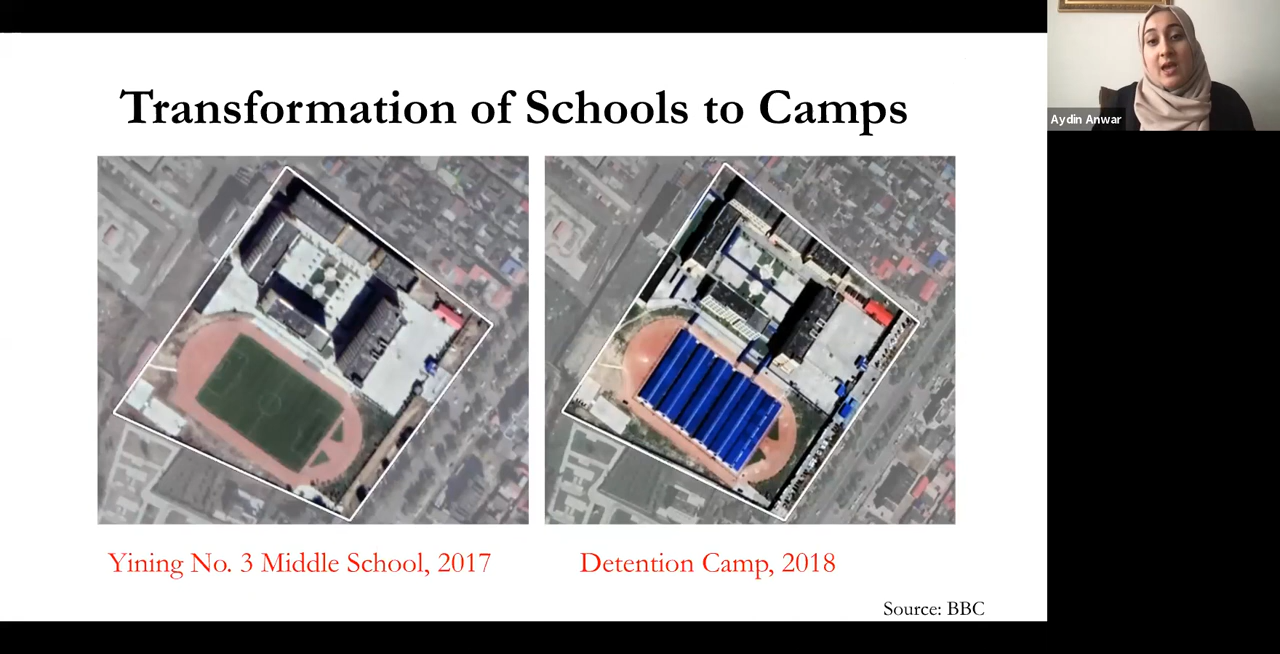 Transformation of Schools to Camps
Aydin Anwar
Yining No. 3 Middle School, 2017
Detention Camp, 2018
Source: BBC